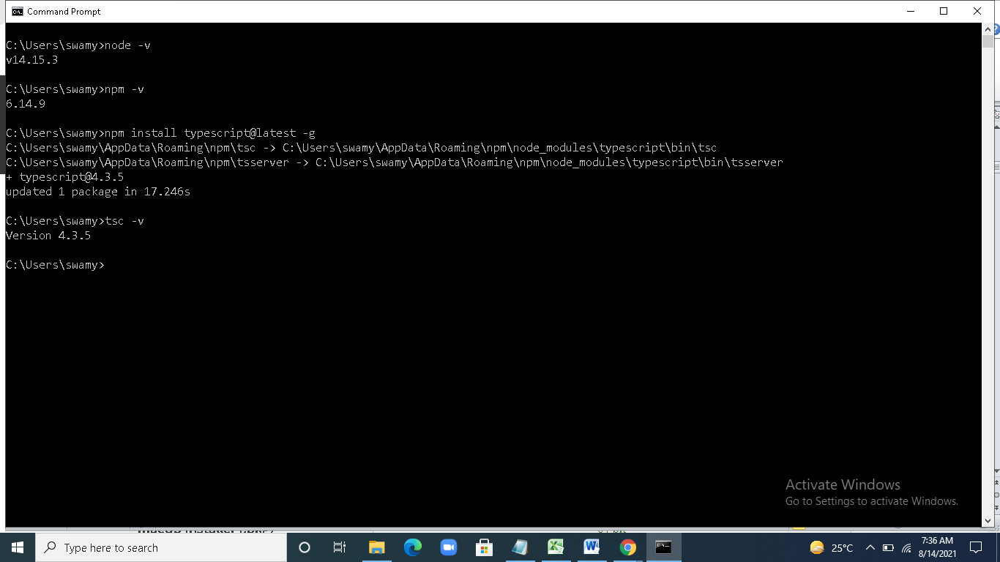 Command Prompt
C:\Users\swamy>node -v
v14.15.3
C:\Users\swamy>npm -v
6.14.9
C:\Users\swamy>npm install typescript@latest -g
C:\Users\swamy\AppData\Roaming\npm\tsc -> C:\Users\swamy\AppData\Roaming\npm\node_modules\typescript\bin\tsc
C:\Users\swamy\AppData\Roaming\npm\tsserver -> C:\Users\swamy\AppData\Roaming\npm\node_modules\typescript\bin\tsserver
+ typescript@4.3.5
updated 1 package in 17.246s
C:\Users\swamy>tsc -v
Version 4.3.5
C:\Users\swamy>
Activate Windows
Go to Settings to activate Windows.
Type here to search
25°C
7:36 AM
8/14/2021